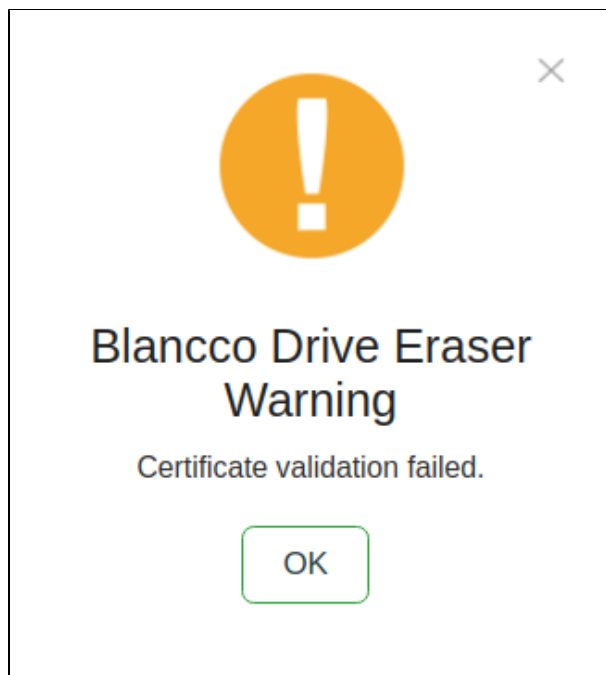 Blancco Drive Eraser
Warning
Certificate validation failed.
OK